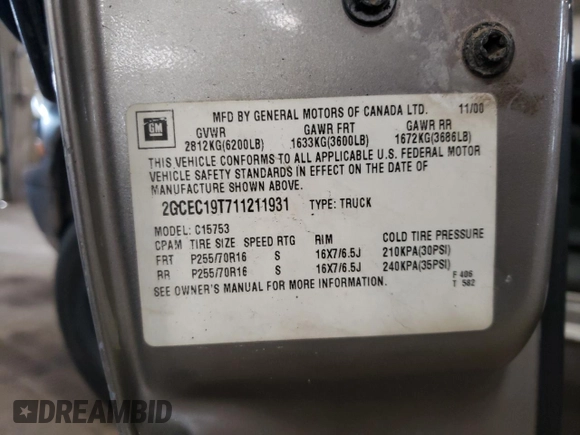 MFD BY GENERAL MOTORS OF CANADA LTD. 11/00
GM
GVWR GAWR FRT GAWR RR
2812KG(6200LB) 1633KG(3600LB) 1672KG(3686LB)
THIS VEHICLE CONFORMS TO ALL APPLICABLE U.S. FEDERAL MOTOR
VEHICLE SAFETY STANDARDS IN EFFECT ON THE DATE OF
MANUFACTURE SHOWN ABOVE.
2GCEC19T711211931 TYPE: TRUCK
MODEL: C15753
CPAM TIRE SIZE SPEED RTG RIM COLD TIRE PRESSURE
FRT P255/70R16 S 16X7/6.5J 210KPA(30PSI)
RR P255/70R16 S 16X7/6.5J 240KPA(35PSI)
SEE OWNER'S MANUAL FOR MORE INFORMATION
F 406
T 582
DREAMBID